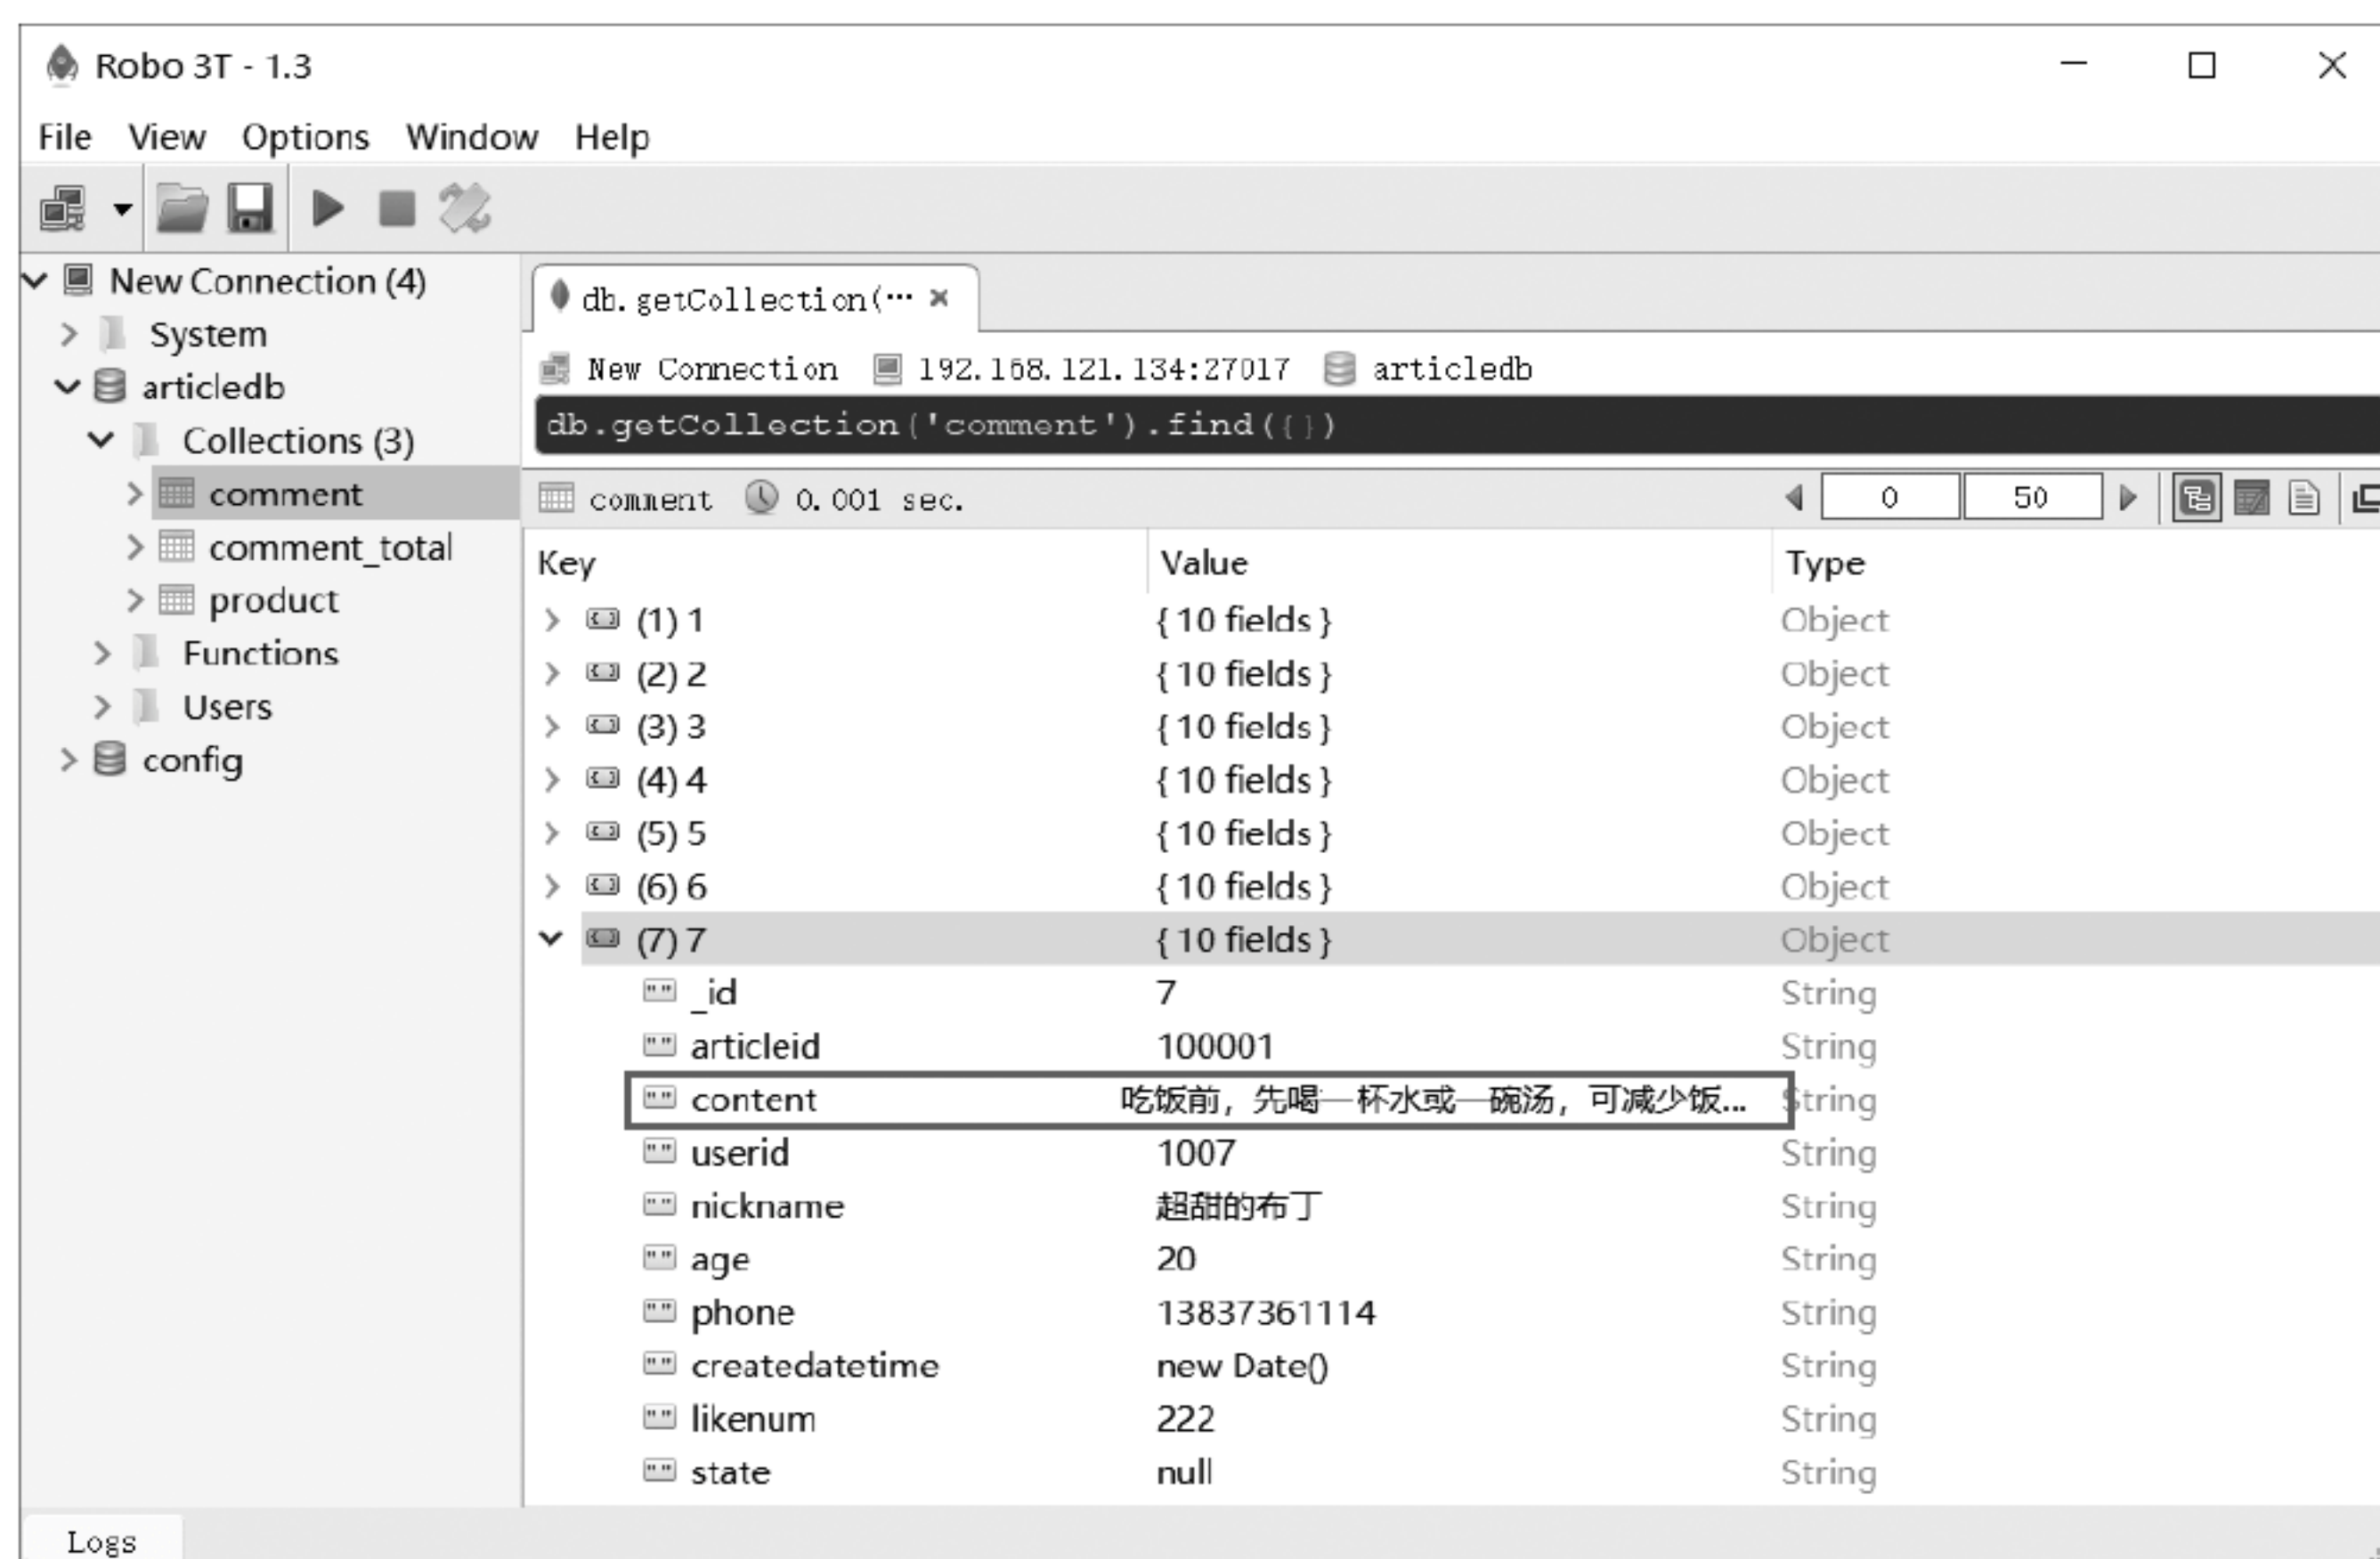 Robo 3T - 1.3
File View Options Window Help
New Connection (4)
System
articledb
Collections (3)
comment
comment_total
product
Functions
Users
config
db.getCollection(…
New Connection 192.168.121.134:27017 articledb
db.getCollection('comment').find({})
comment 0.001 sec. 0 50
Key Value Type
(1) 1 { 10 fields } Object
(2) 2 { 10 fields } Object
(3) 3 { 10 fields } Object
(4) 4 { 10 fields } Object
(5) 5 { 10 fields } Object
(6) 6 { 10 fields } Object
(7) 7 { 10 fields } Object
_id 7 String
articleid 100001 String
content 吃饭前，先喝一杯水或一碗汤，可减少饭... String
userid 1007 String
nickname 超甜的布丁 String
age 20 String
phone 13837361114 String
createdatetime new Date() String
likenum 222 String
state null String
Logs